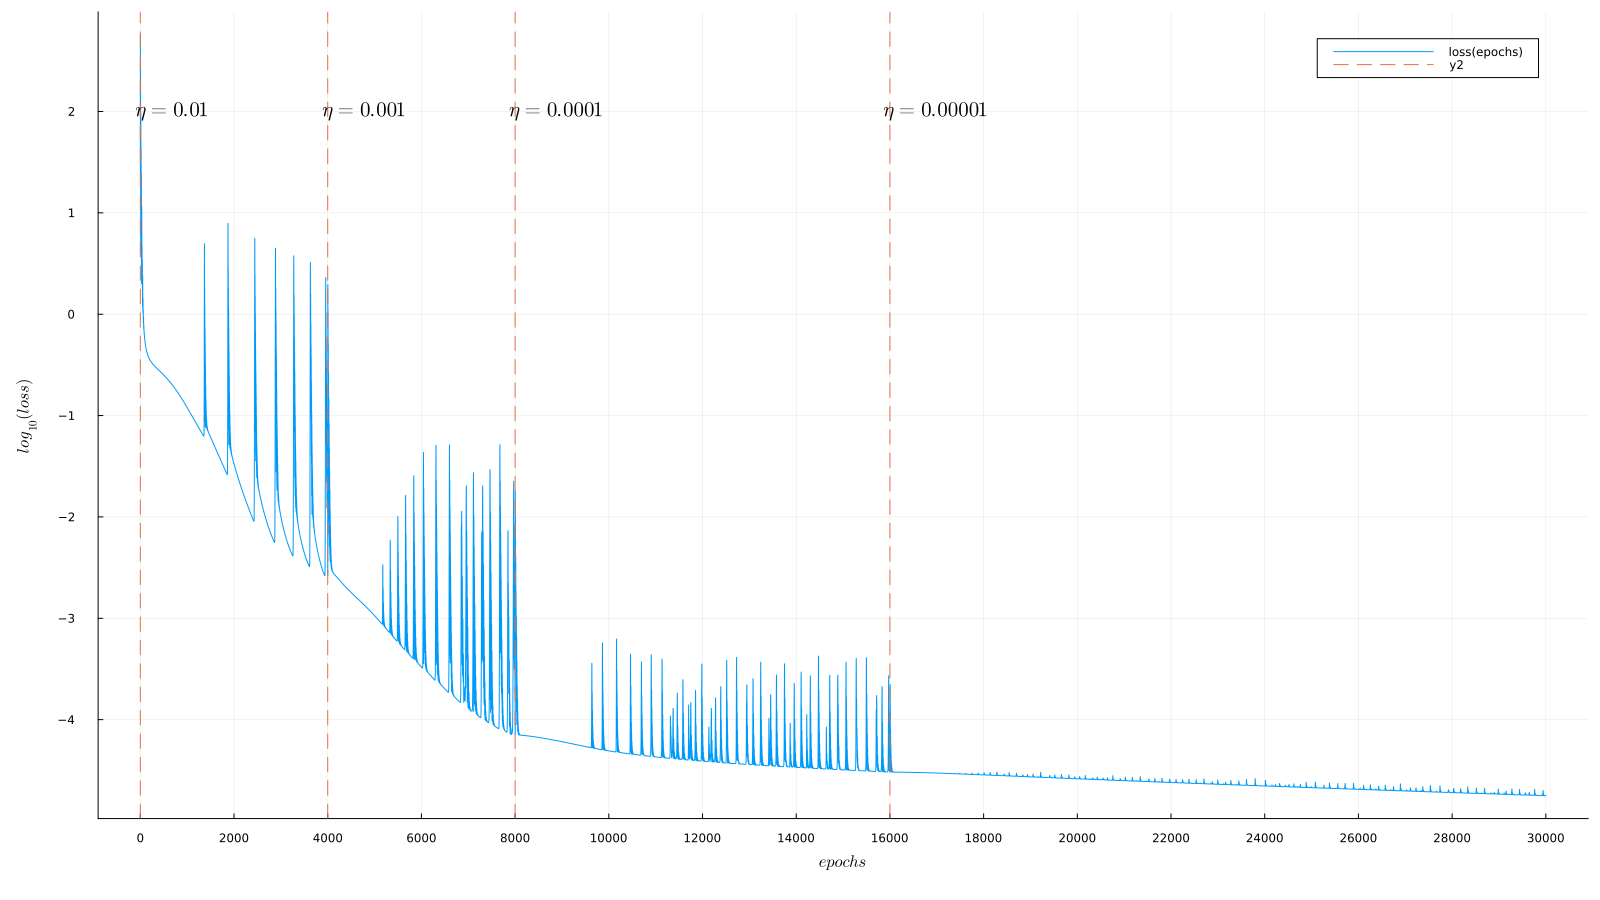 loss(epochs)
y2
η = 0.01
η = 0.001
η = 0.0001
η = 0.00001
2
1
0
−1
−2
−3
−4
log₁₀(loss)
0 2000 4000 6000 8000 10000 12000 14000 16000 18000 20000 22000 24000 26000 28000 30000
epochs